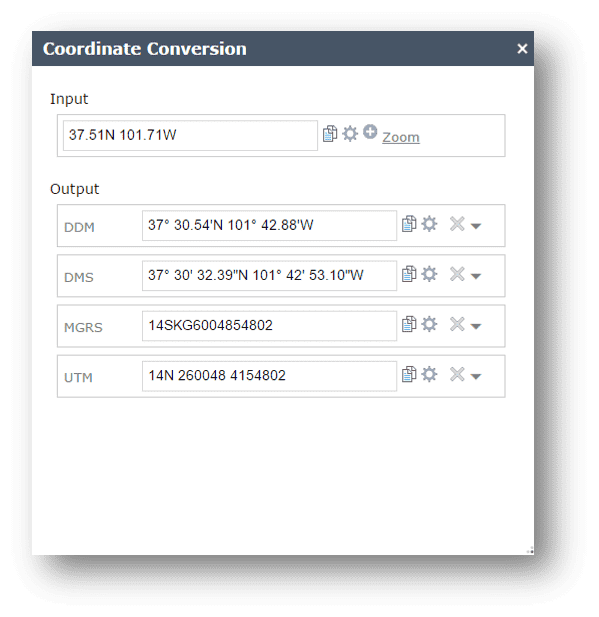 Coordinate Conversion ×
Input
37.51N 101.71W Zoom
Output
DDM 37° 30.54'N 101° 42.88'W
DMS 37° 30' 32.39"N 101° 42' 53.10"W
MGRS 14SKG6004854802
UTM 14N 260048 4154802